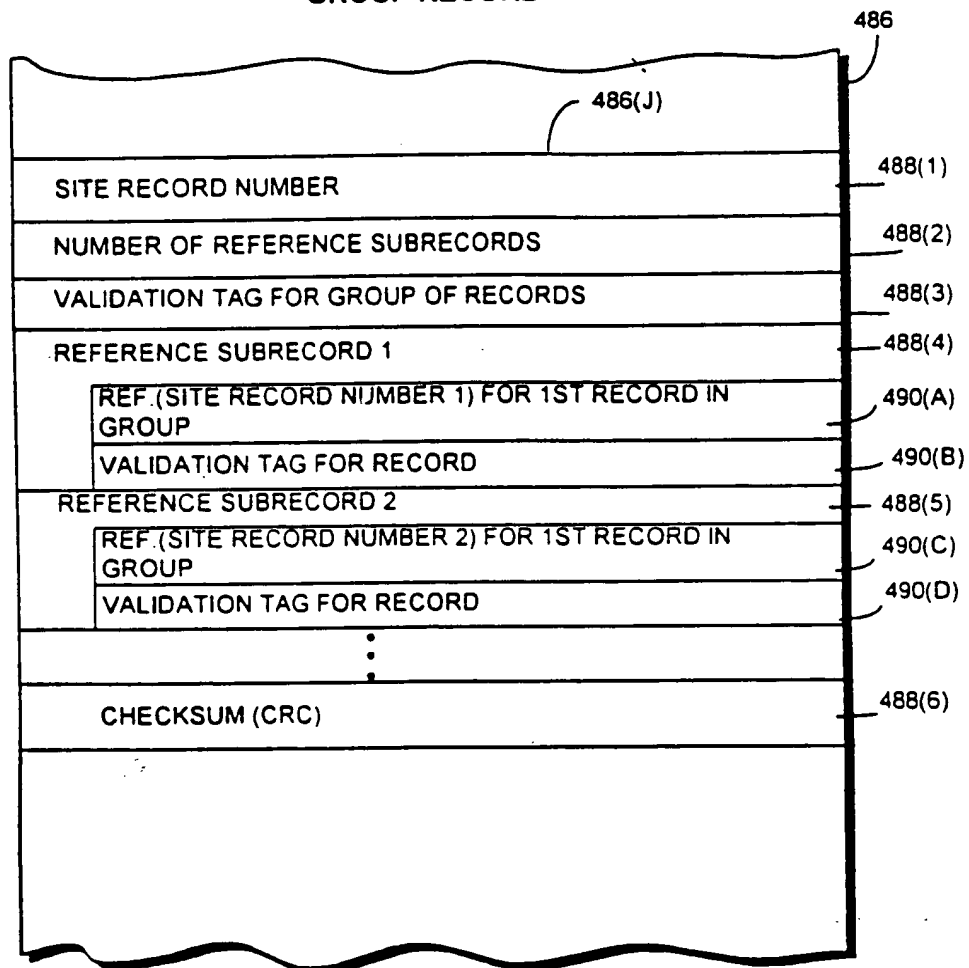 GROUP RECORD
486
486(J)
SITE RECORD NUMBER 488(1)
NUMBER OF REFERENCE SUBRECORDS 488(2)
VALIDATION TAG FOR GROUP OF RECORDS 488(3)
REFERENCE SUBRECORD 1 488(4)
REF.(SITE RECORD NUMBER 1) FOR 1ST RECORD IN
GROUP 490(A)
VALIDATION TAG FOR RECORD 490(B)
REFERENCE SUBRECORD 2 488(5)
REF.(SITE RECORD NUMBER 2) FOR 1ST RECORD IN
GROUP 490(C)
VALIDATION TAG FOR RECORD 490(D)
CHECKSUM (CRC) 488(6)